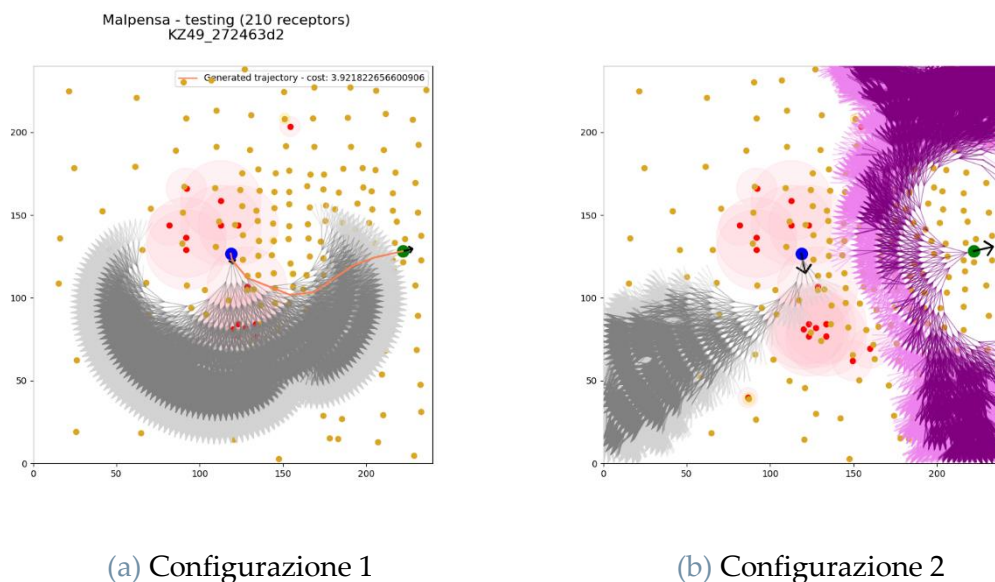 Malpensa - testing (210 receptors)
KZ49_272463d2
Generated trajectory - cost: 3.921822656600906
200
150
100
50
0
0 50 100 150 200
200
150
100
50
0
0 50 100 150 200
(a) Configurazione 1
(b) Configurazione 2